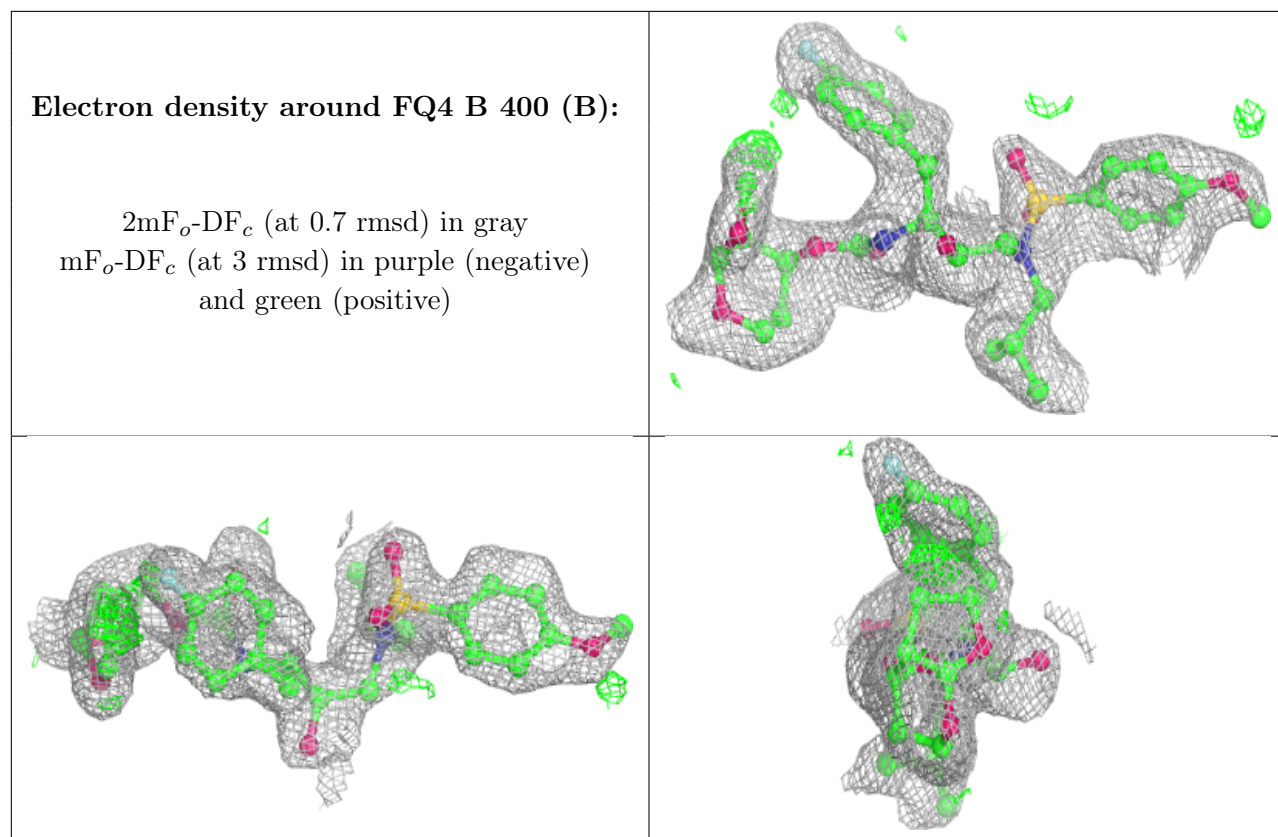 Electron density around FQ4 B 400 (B):
2mFo-DFc (at 0.7 rmsd) in gray
mFo-DFc (at 3 rmsd) in purple (negative)
and green (positive)